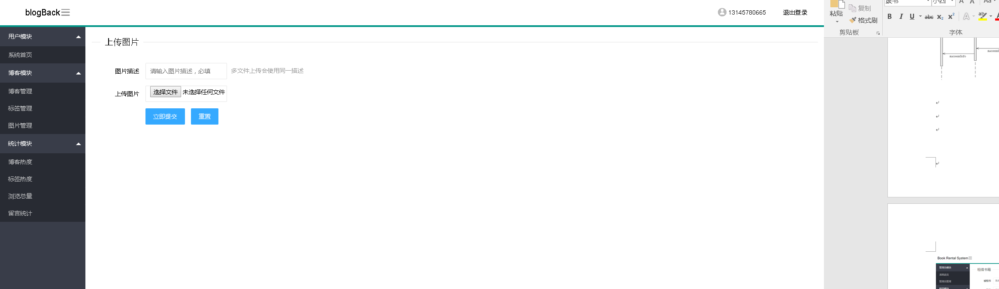 blogBack
13145780665
退出登录
用户模块
系统首页
博客模块
博客管理
标签管理
图片管理
统计模块
博客热度
标签热度
浏览总量
留言统计
上传图片
图片描述 请输入图片描述，必填 多文件上传会使用同一描述
上传图片 选择文件 未选择任何文件
立即提交 重置
粘贴
复制
格式刷
剪贴板
隶书 小四 A A Aa
B I U abc X₂ X² A ab A
字体
successInfo
Book Rental System
管理员模块
系统首页
管理员管理
租借书籍